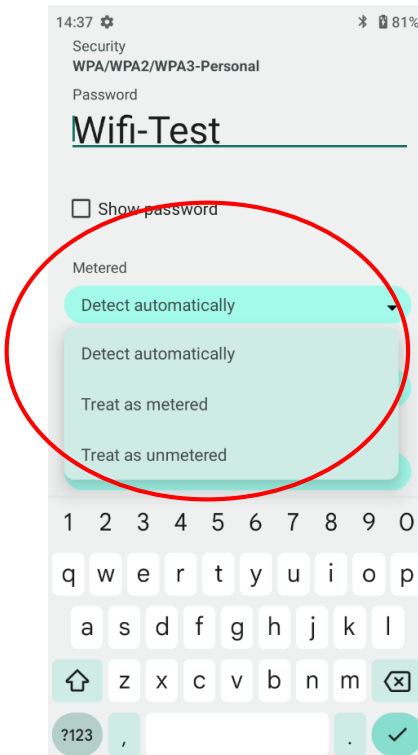 14:37 81%
Security
WPA/WPA2/WPA3-Personal
Password
Wifi-Test
Show password
Metered
Detect automatically
Detect automatically
Treat as metered
Treat as unmetered
1 2 3 4 5 6 7 8 9 0
q w e r t y u i o p
a s d f g h j k l
z x c v b n m
?123 , .